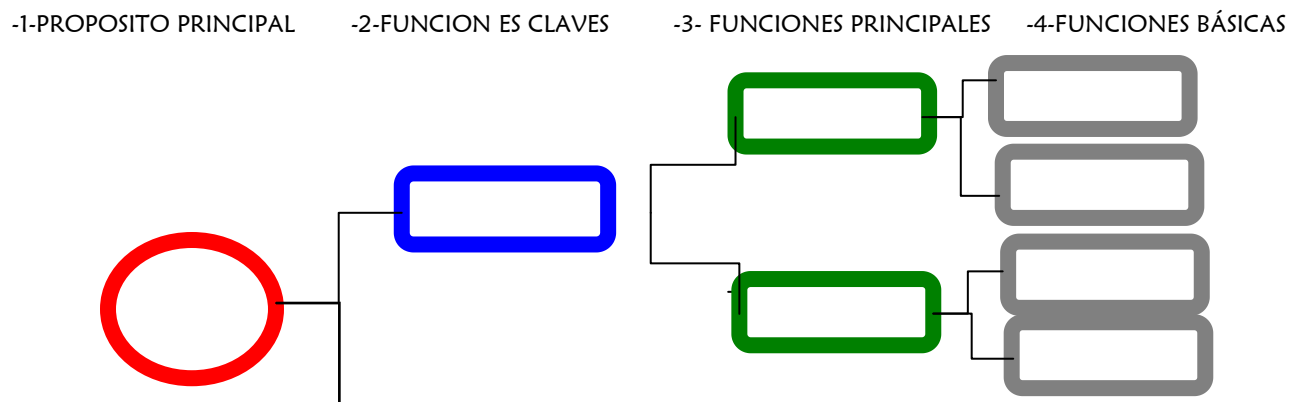 -1-PROPOSITO PRINCIPAL -2-FUNCION ES CLAVES -3- FUNCIONES PRINCIPALES -4-FUNCIONES BÁSICAS